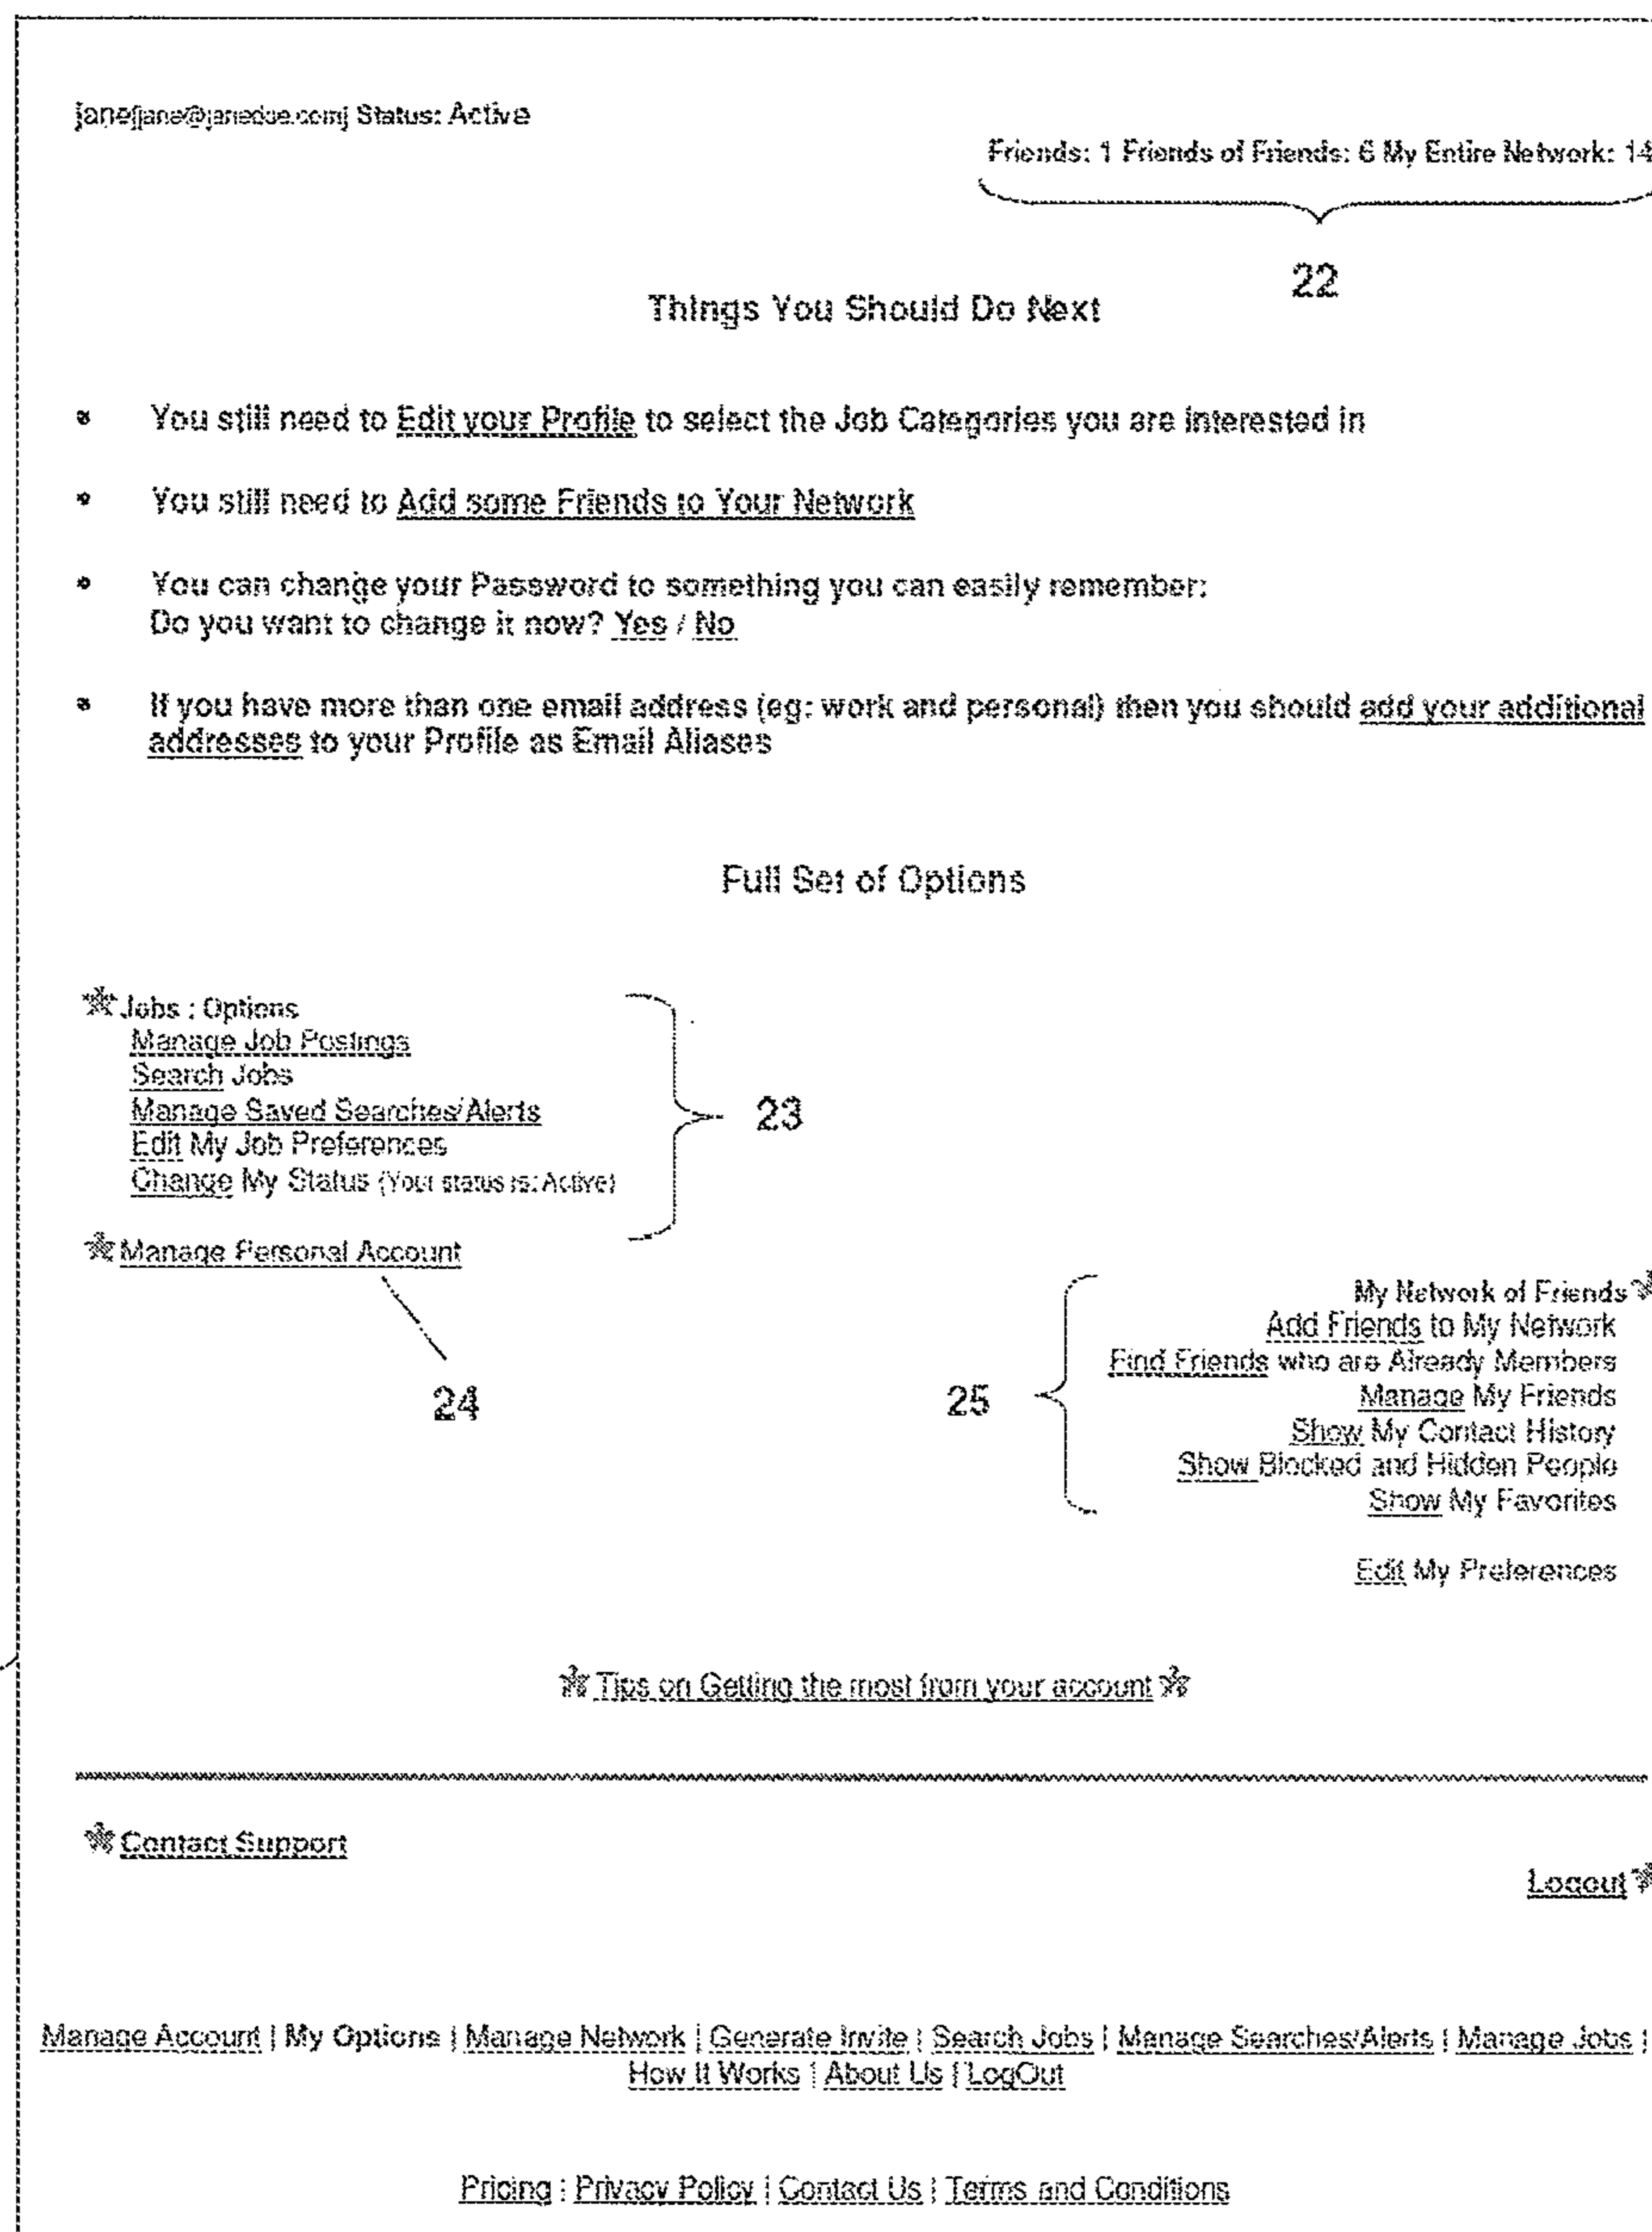 jane[jane@janedoe.com] Status: Active
Friends: 1 Friends of Friends: 6 My Entire Network: 14
22
Things You Should Do Next
You still need to Edit your Profile to select the Job Categories you are interested in
You still need to Add some Friends to Your Network
You can change your Password to something you can easily remember:
Do you want to change it now? Yes / No
If you have more than one email address (eg: work and personal) then you should add your additional
addresses to your Profile as Email Aliases
Full Set of Options
Jobs : Options
Manage Job Postings
Search Jobs
Manage Saved Searches/Alerts
Edit My Job Preferences
Change My Status (Your status is: Active)
23
Manage Personal Account
24
25
My Network of Friends
Add Friends to My Network
Find Friends who are Already Members
Manage My Friends
Show My Contact History
Show Blocked and Hidden People
Show My Favorites
Edit My Preferences
Tips on Getting the most from your account
Contact Support
Logout
Manage Account | My Options | Manage Network | Generate Invite | Search Jobs | Manage Searches/Alerts | Manage Jobs |
How It Works | About Us | LogOut
Pricing | Privacy Policy | Contact Us | Terms and Conditions